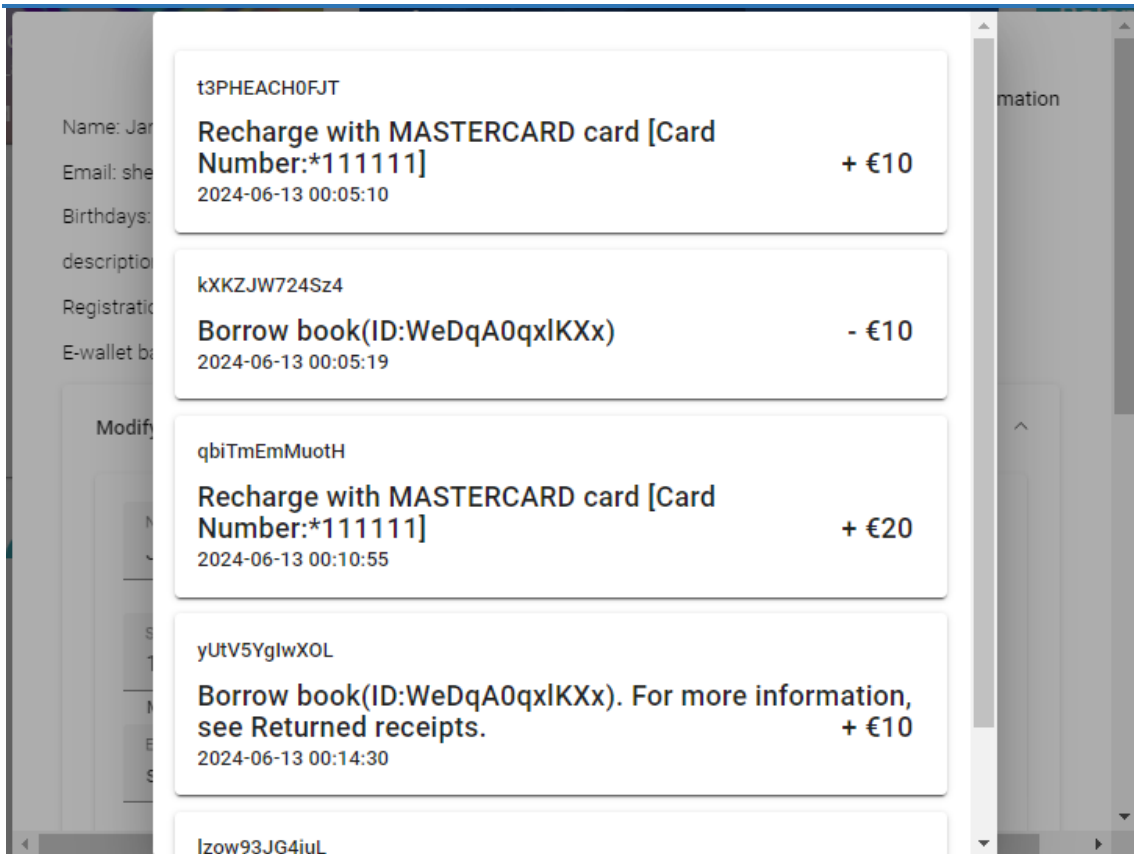 mation
Name: Jar
Email: she
Birthdays:
description
Registratic
E-wallet ba
Modify
t3PHEACH0FJT
Recharge with MASTERCARD card [Card
Number:*111111] + €10
2024-06-13 00:05:10
kXKZJW724Sz4
Borrow book(ID:WeDqA0qxlKXx) - €10
2024-06-13 00:05:19
qbiTmEmMuotH
Recharge with MASTERCARD card [Card
Number:*111111] + €20
2024-06-13 00:10:55
yUtV5YgIwXOL
Borrow book(ID:WeDqA0qxlKXx). For more information,
see Returned receipts. + €10
2024-06-13 00:14:30
lzow93JG4iuL